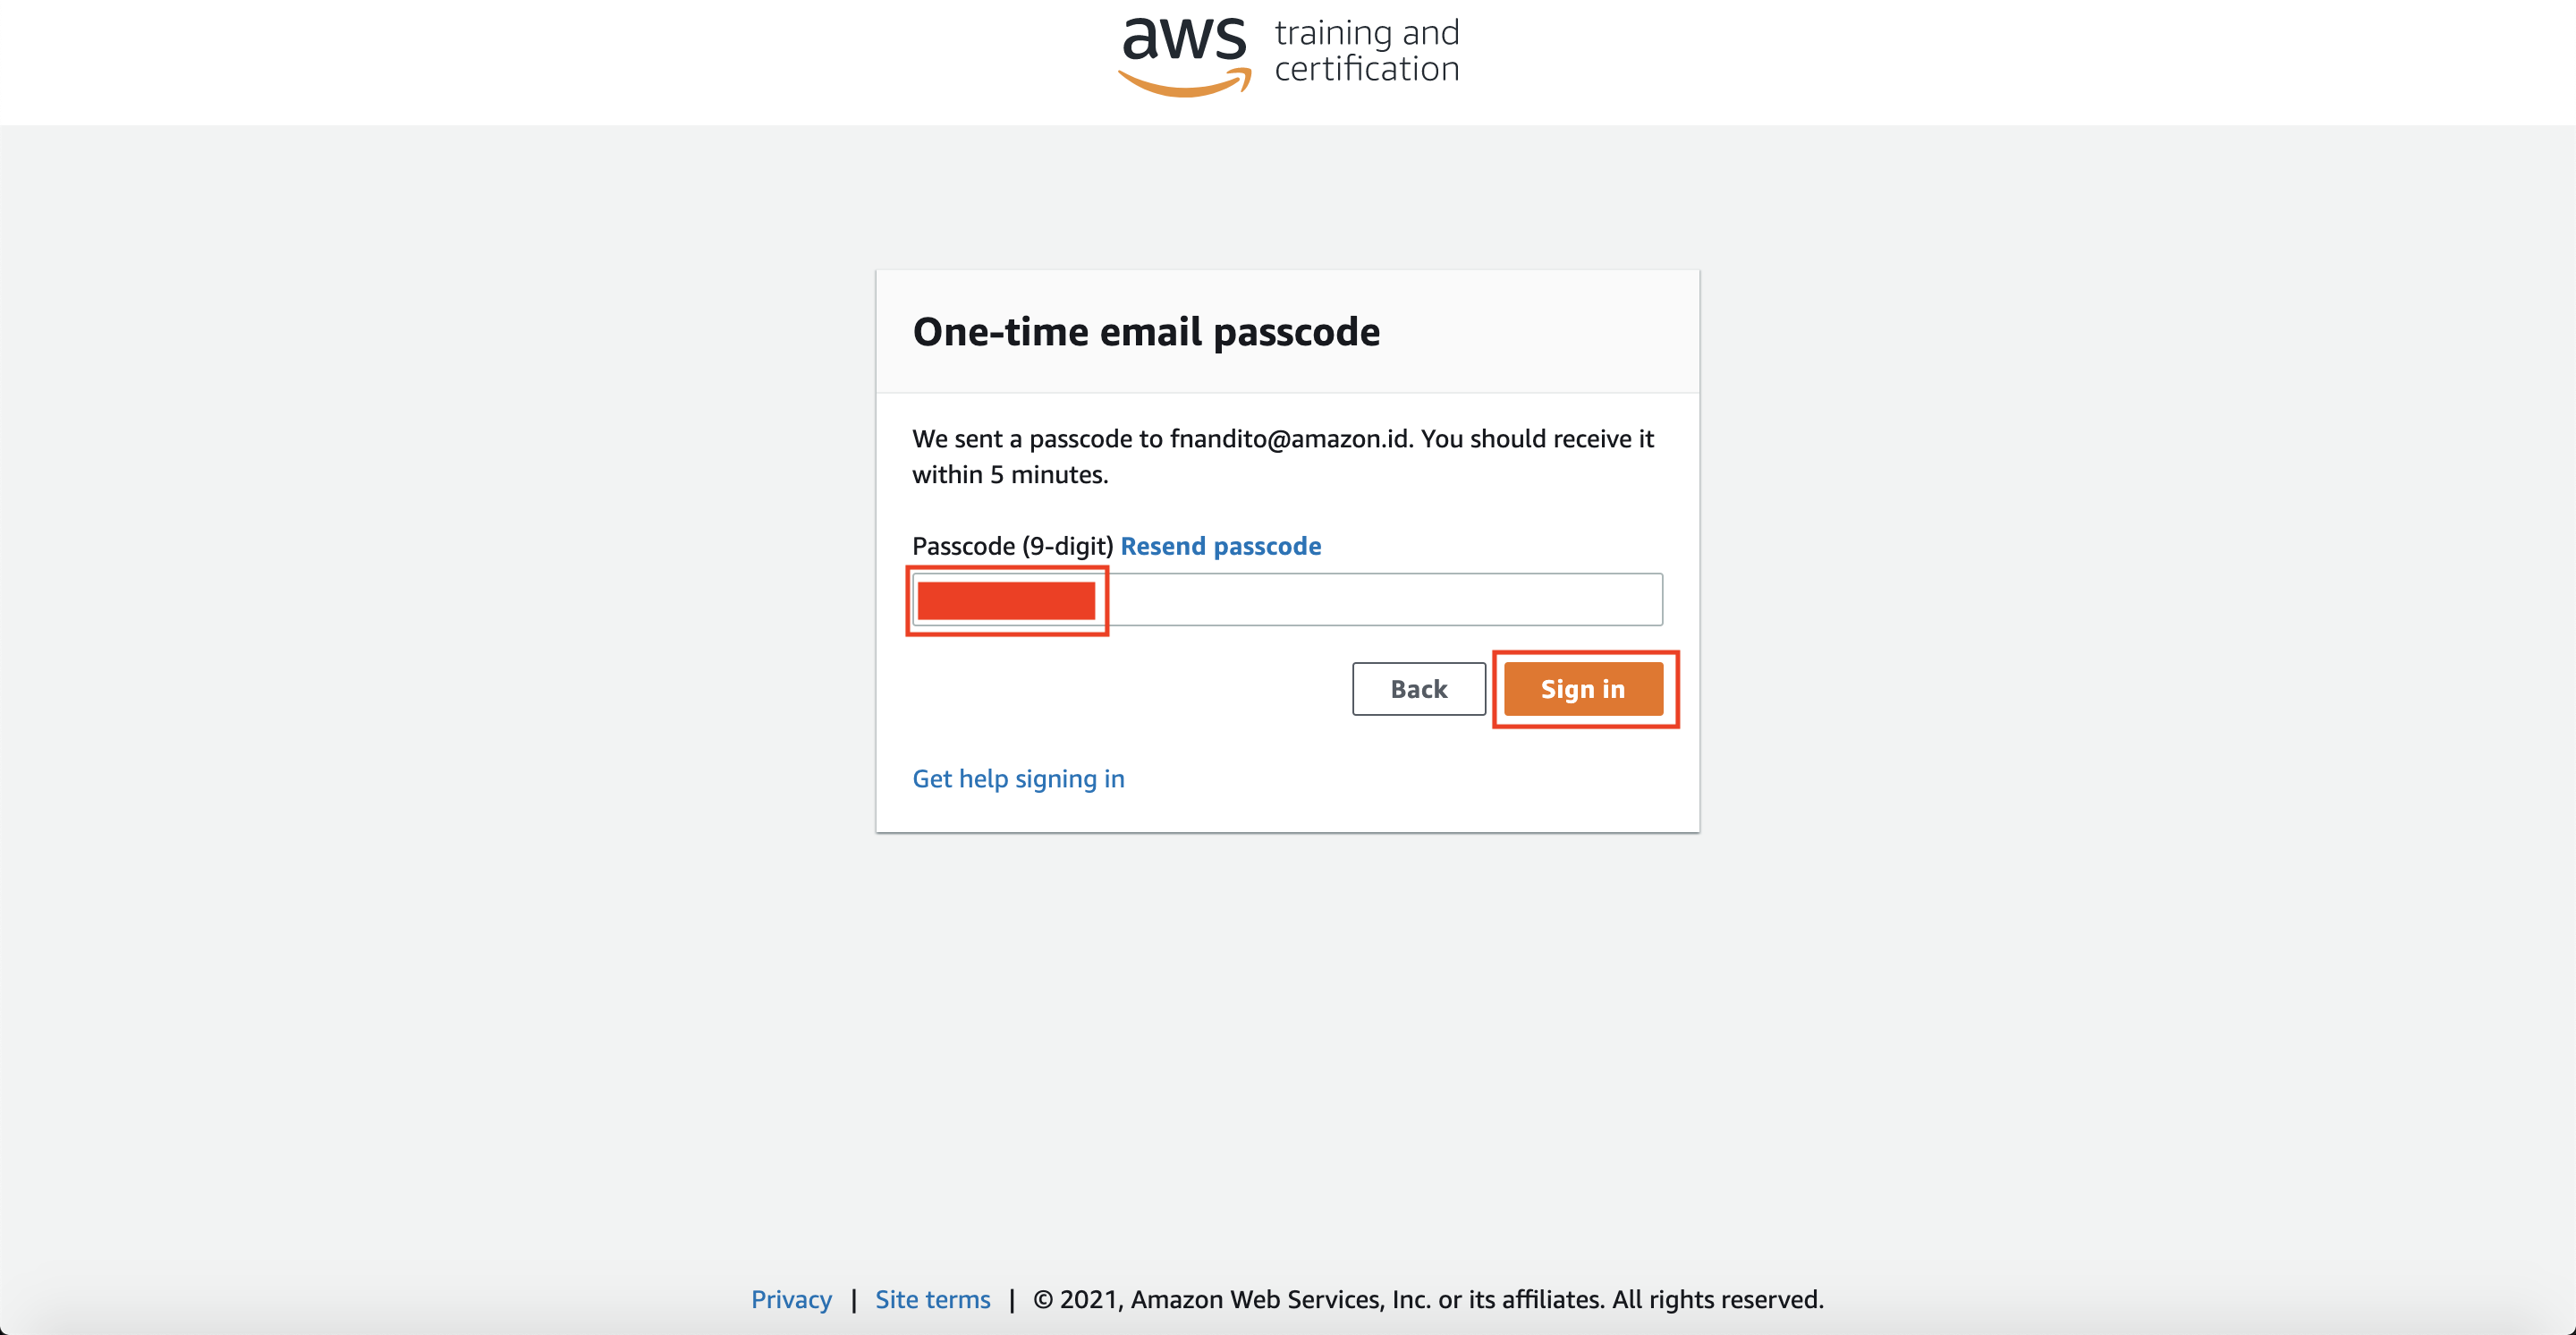 aws training and
certification
One-time email passcode
We sent a passcode to fnandito@amazon.id. You should receive it
within 5 minutes.
Passcode (9-digit) Resend passcode
Back Sign in
Get help signing in
Privacy | Site terms | © 2021, Amazon Web Services, Inc. or its affiliates. All rights reserved.